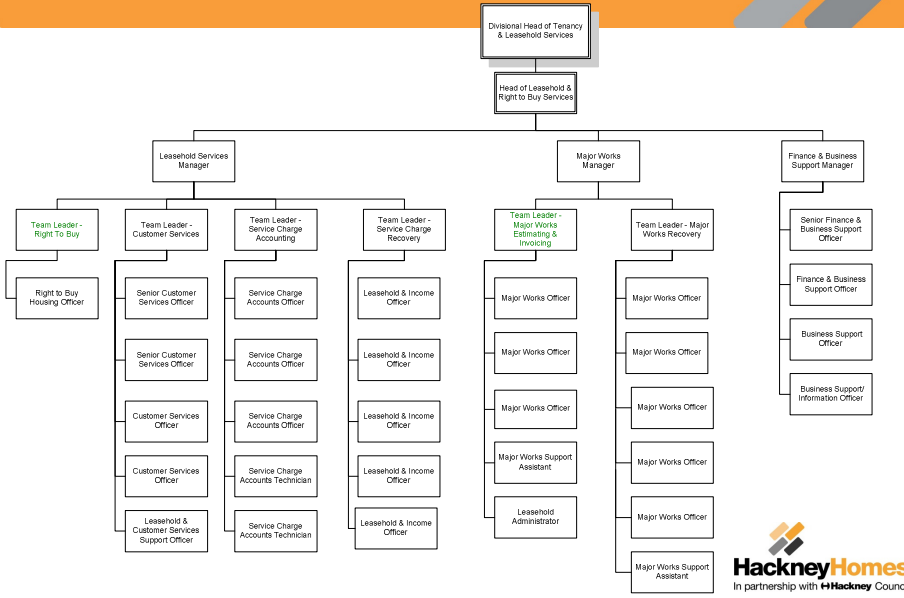 Divisional Head of Tenancy
& Leasehold Services
Head of Leasehold &
Right to Buy Services
Leasehold Services
Manager
Major Works
Manager
Finance & Business
Support Manager
Team Leader -
Right To Buy
Team Leader -
Customer Services
Team Leader -
Service Charge
Accounting
Team Leader -
Service Charge
Recovery
Team Leader -
Major Works
Estimating &
Invoicing
Team Leader - Major
Works Recovery
Senior Finance &
Business Support
Officer
Right to Buy
Housing Officer
Senior Customer
Services Officer
Service Charge
Accounts Officer
Leasehold & Income
Officer
Major Works Officer
Major Works Officer
Finance & Business
Support Officer
Senior Customer
Services Officer
Service Charge
Accounts Officer
Leasehold & Income
Officer
Major Works Officer
Major Works Officer
Business Support
Officer
Customer Services
Officer
Service Charge
Accounts Officer
Leasehold & Income
Officer
Major Works Officer
Major Works Officer
Business Support/
Information Officer
Customer Services
Officer
Service Charge
Accounts Technician
Leasehold & Income
Officer
Major Works Support
Assistant
Major Works Officer
Leasehold &
Customer Services
Support Officer
Service Charge
Accounts Technician
Leasehold & Income
Officer
Leasehold
Administrator
Major Works Officer
Major Works Support
Assistant
HackneyHomes
In partnership with Hackney Counc